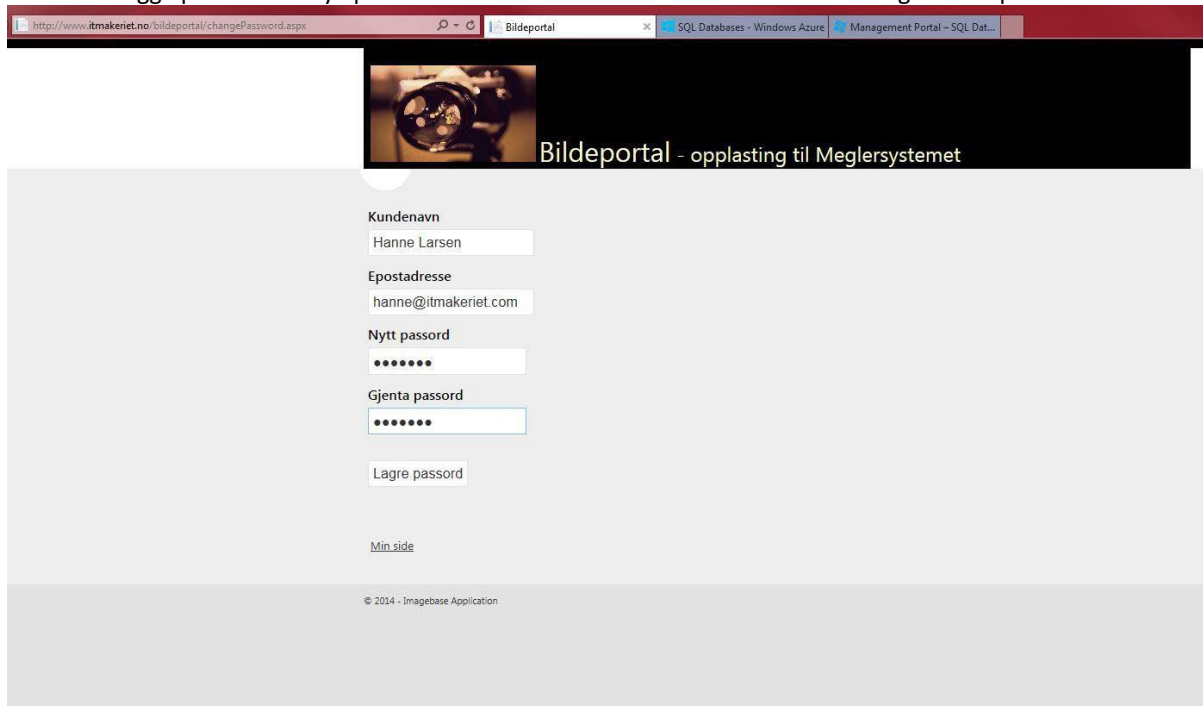 http://www.itmakeriet.no/bildeportal/changePassword.aspx
Bildeportal
SQL Databases - Windows Azure
Management Portal – SQL Dat...
Bildeportal - opplasting til Meglersystemet
Kundenavn
Hanne Larsen
Epostadresse
hanne@itmakeriet.com
Nytt passord
●●●●●●●
Gjenta passord
●●●●●●●
Lagre passord
Min side
© 2014 - Imagebase Application